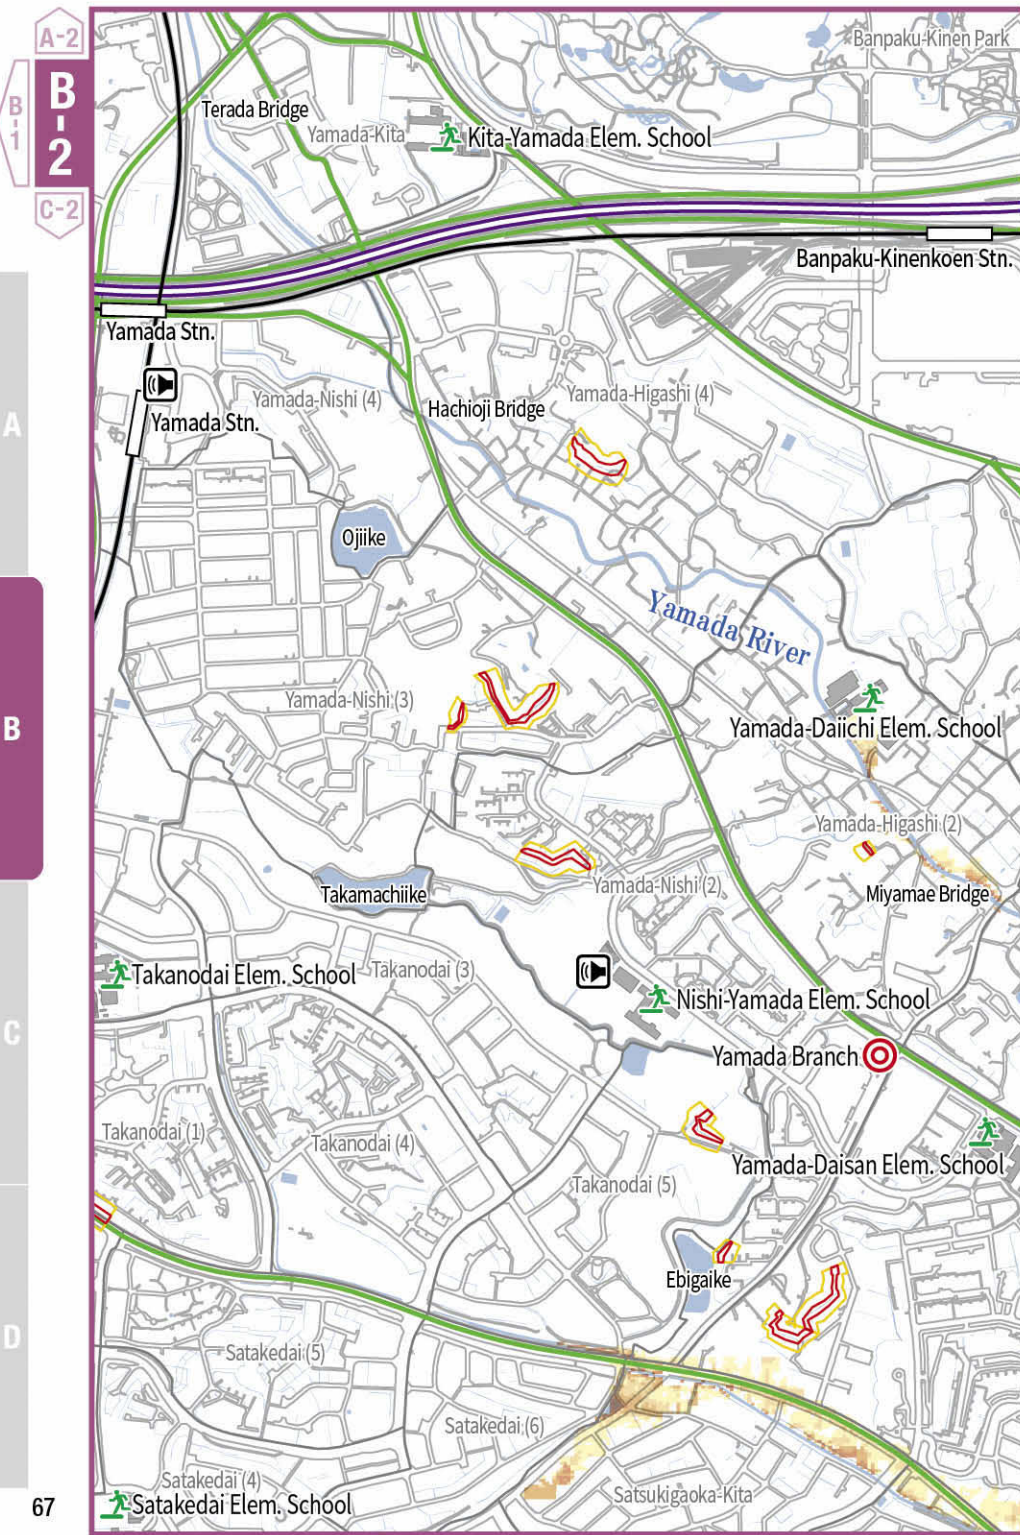 A-2
B-1
B-2
C-2
A
B
C
D
67
Banpaku-Kinen Park
Terada Bridge
Yamada-Kita
Kita-Yamada Elem. School
Banpaku-Kinenkoen Stn.
Yamada Stn.
Yamada-Nishi (4)
Yamada Stn.
Hachioji Bridge
Yamada-Higashi (4)
Ojiike
Yamada River
Yamada-Nishi (3)
Yamada-Daiichi Elem. School
Yamada-Higashi (2)
Yamada-Nishi (2)
Miyamae Bridge
Takamachiike
Takanodai Elem. School
Takanodai (3)
Nishi-Yamada Elem. School
Yamada Branch
Takanodai (1)
Takanodai (4)
Yamada-Daisan Elem. School
Takanodai (5)
Ebigaike
Satakedai (5)
Satakedai (6)
Satakedai (4)
Satsukigaoka-Kita
Satakedai Elem. School